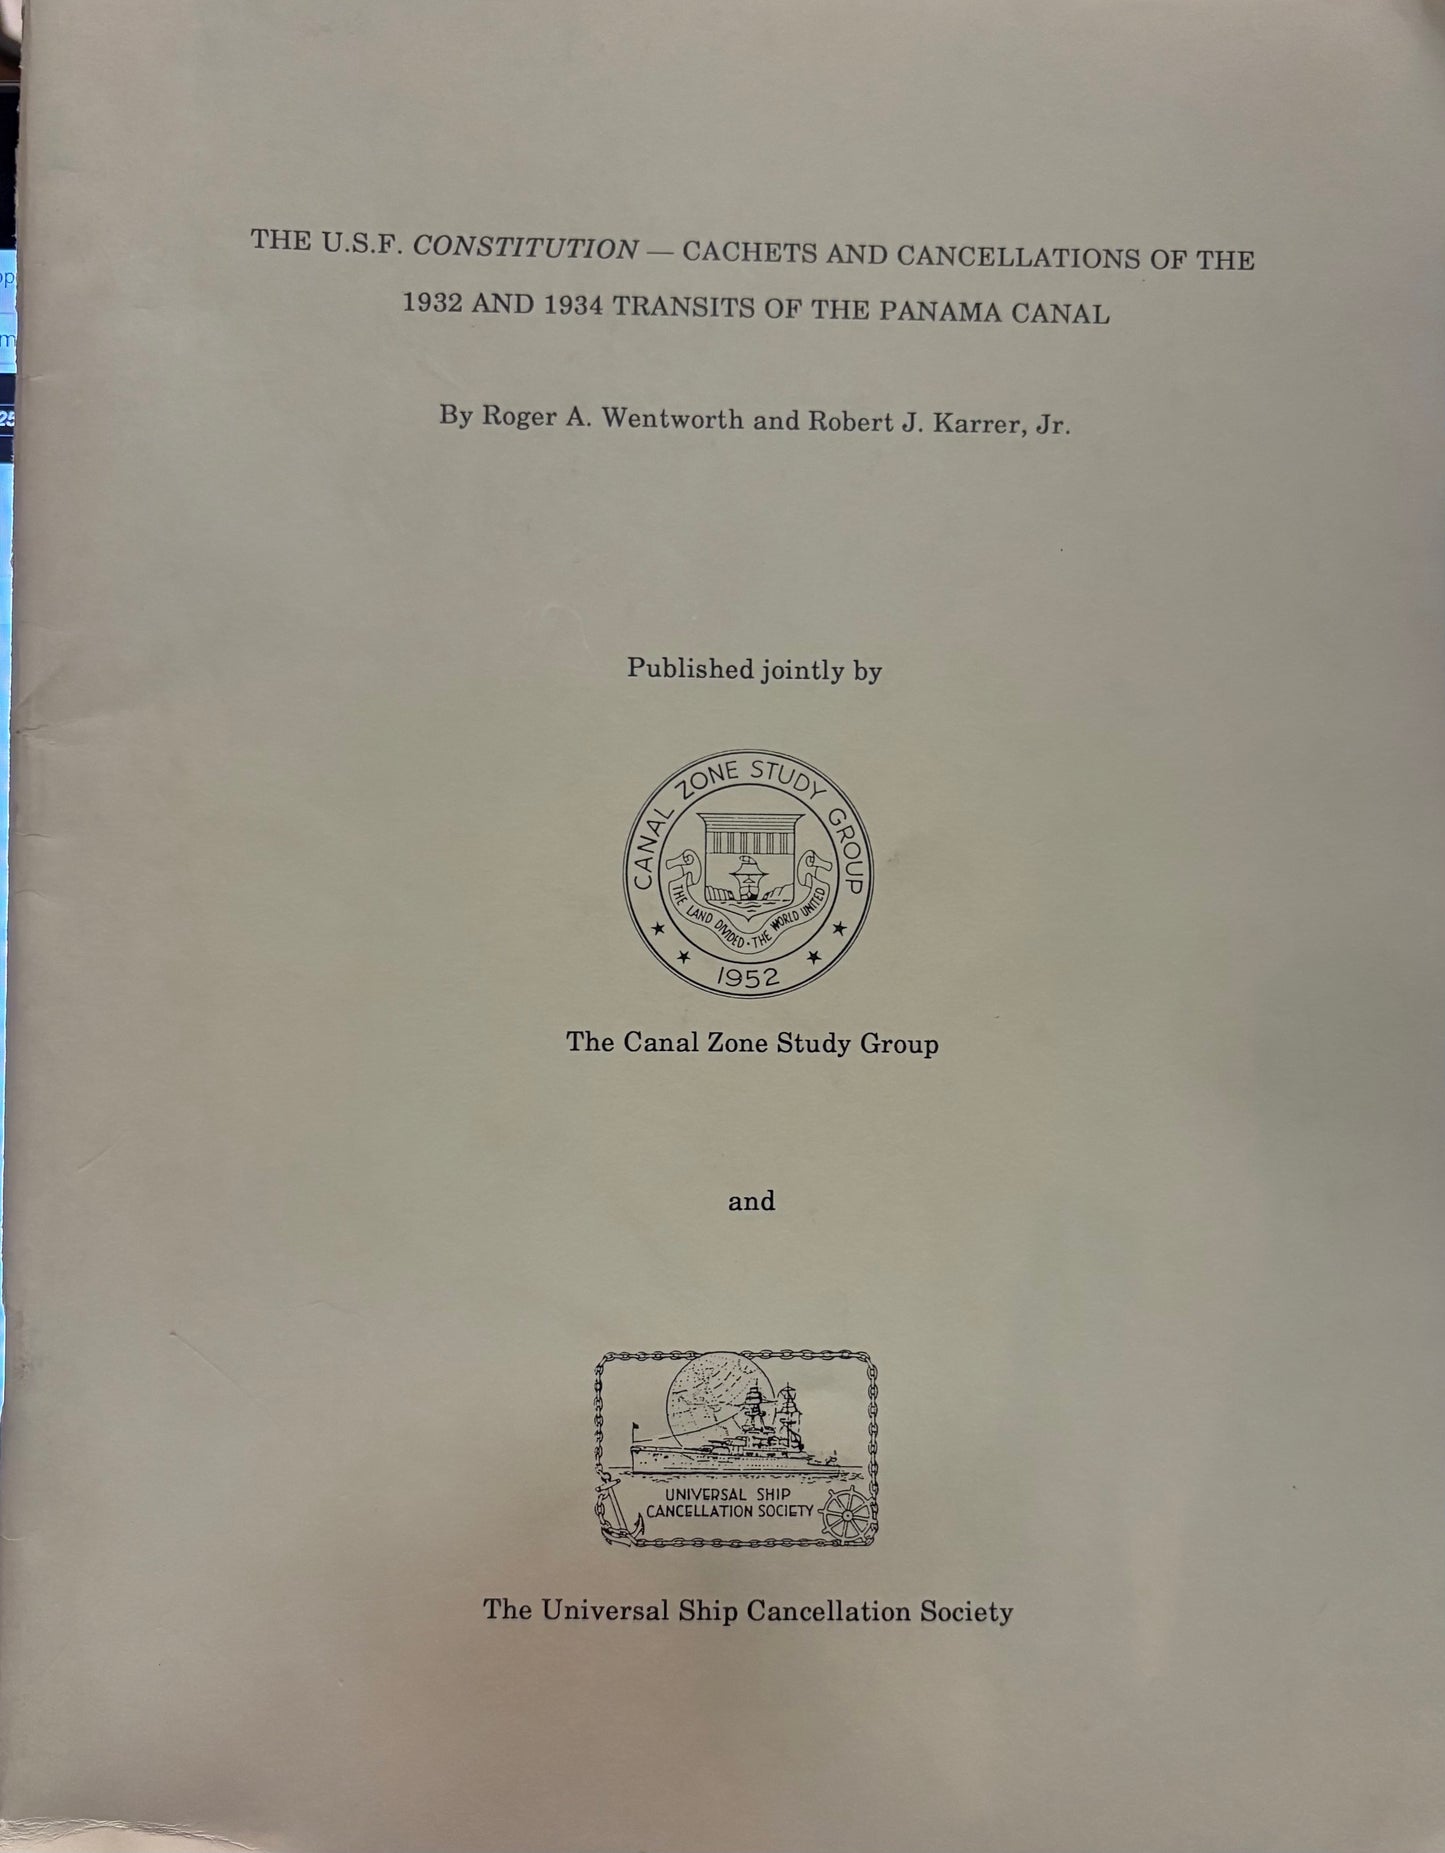 THE U.S.F. CONSTITUTION — CACHETS AND CANCELLATIONS OF THE
1932 AND 1934 TRANSITS OF THE PANAMA CANAL
By Roger A. Wentworth and Robert J. Karrer, Jr.
Published jointly by
CANAL ZONE STUDY GROUP
THE LAND DIVIDED · THE WORLD UNITED
1952
The Canal Zone Study Group
and
UNIVERSAL SHIP
CANCELLATION SOCIETY
The Universal Ship Cancellation Society